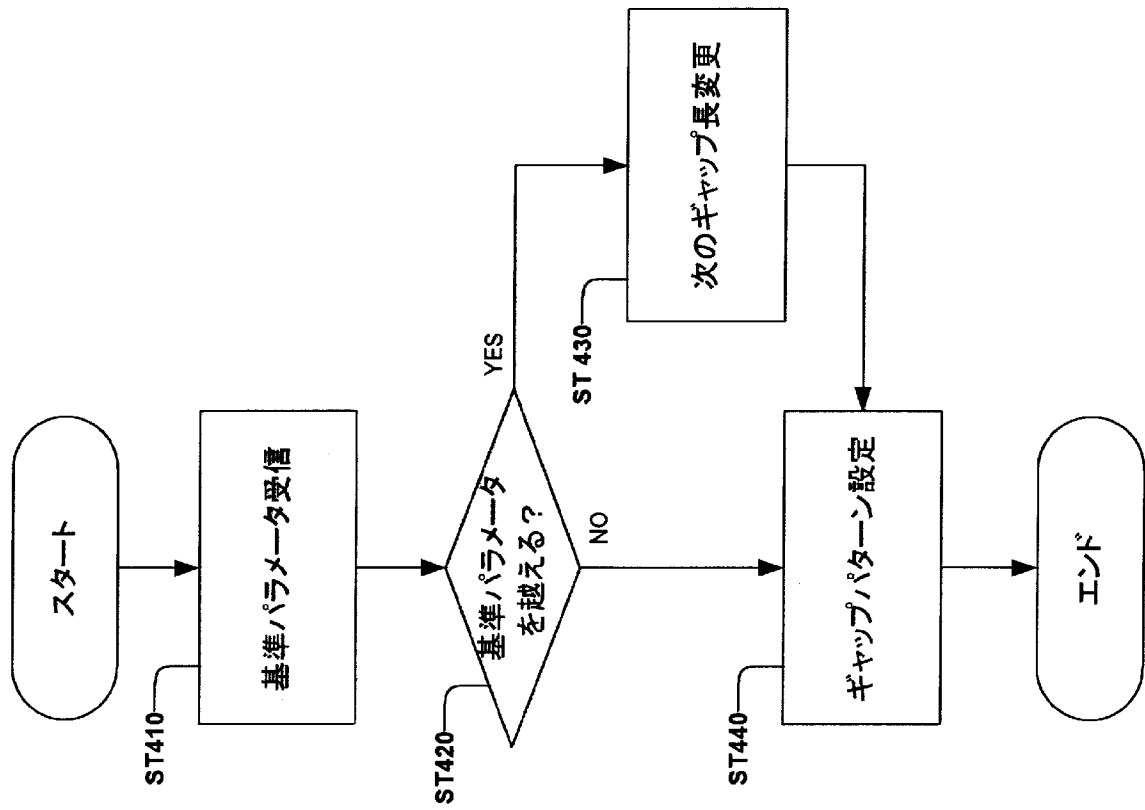 スタート
ST410
基準パラメータ受信
ST420
基準パラメータ
を越える?
YES
NO
ST 430
次のギャップ長変更
ST440
ギャップパターン設定
エンド